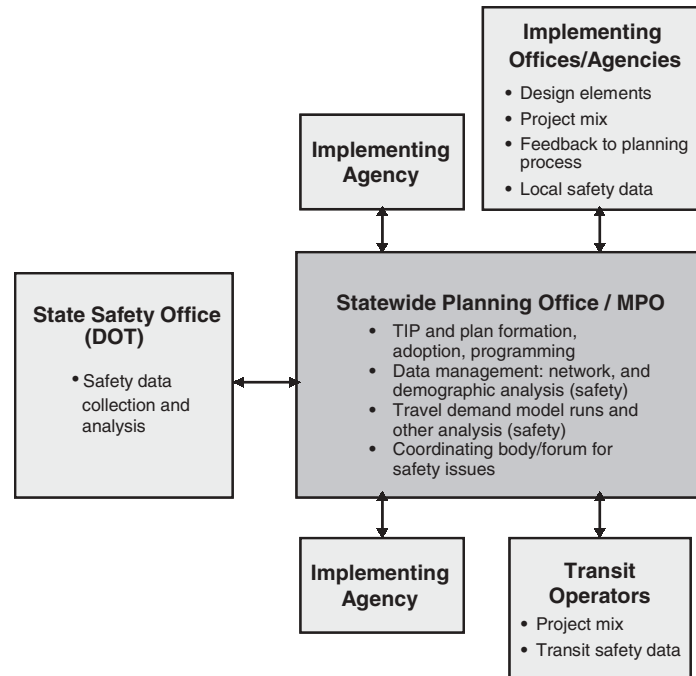 Implementing
Offices/Agencies
• Design elements
• Project mix
• Feedback to planning
process
• Local safety data
Implementing
Agency
State Safety Office
(DOT)
• Safety data
collection and
analysis
Statewide Planning Office / MPO
• TIP and plan formation,
adoption, programming
• Data management: network, and
demographic analysis (safety)
• Travel demand model runs and
other analysis (safety)
• Coordinating body/forum for
safety issues
Implementing
Agency
Transit
Operators
• Project mix
• Transit safety data